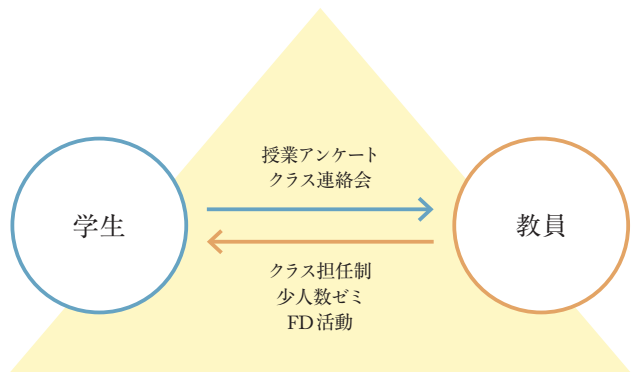 授業アンケート
クラス連絡会
学生
教員
クラス担任制
少人数ゼミ
FD活動